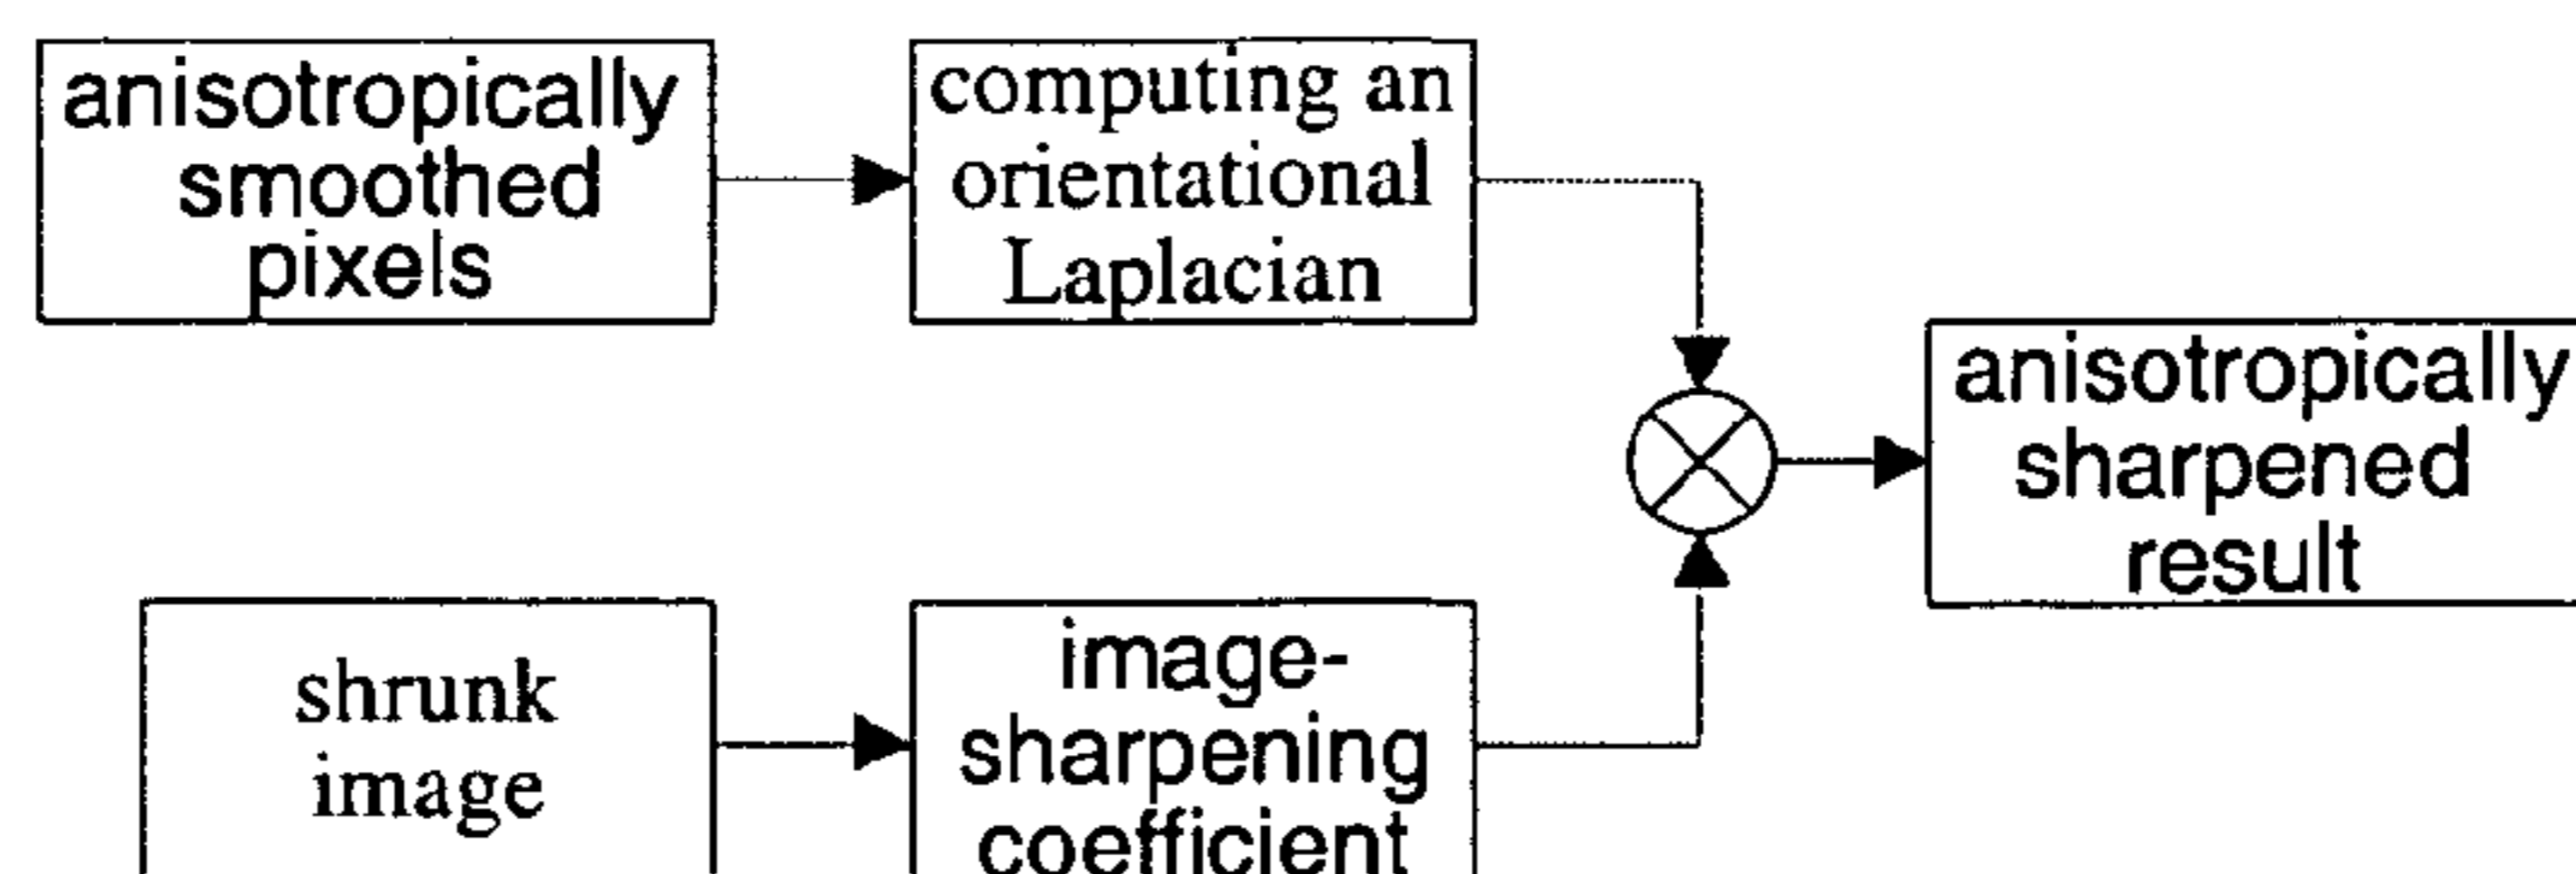 anisotropically
smoothed
pixels
computing an
orientational
Laplacian
anisotropically
sharpened
result
shrunk
image
image-
sharpening
coefficient